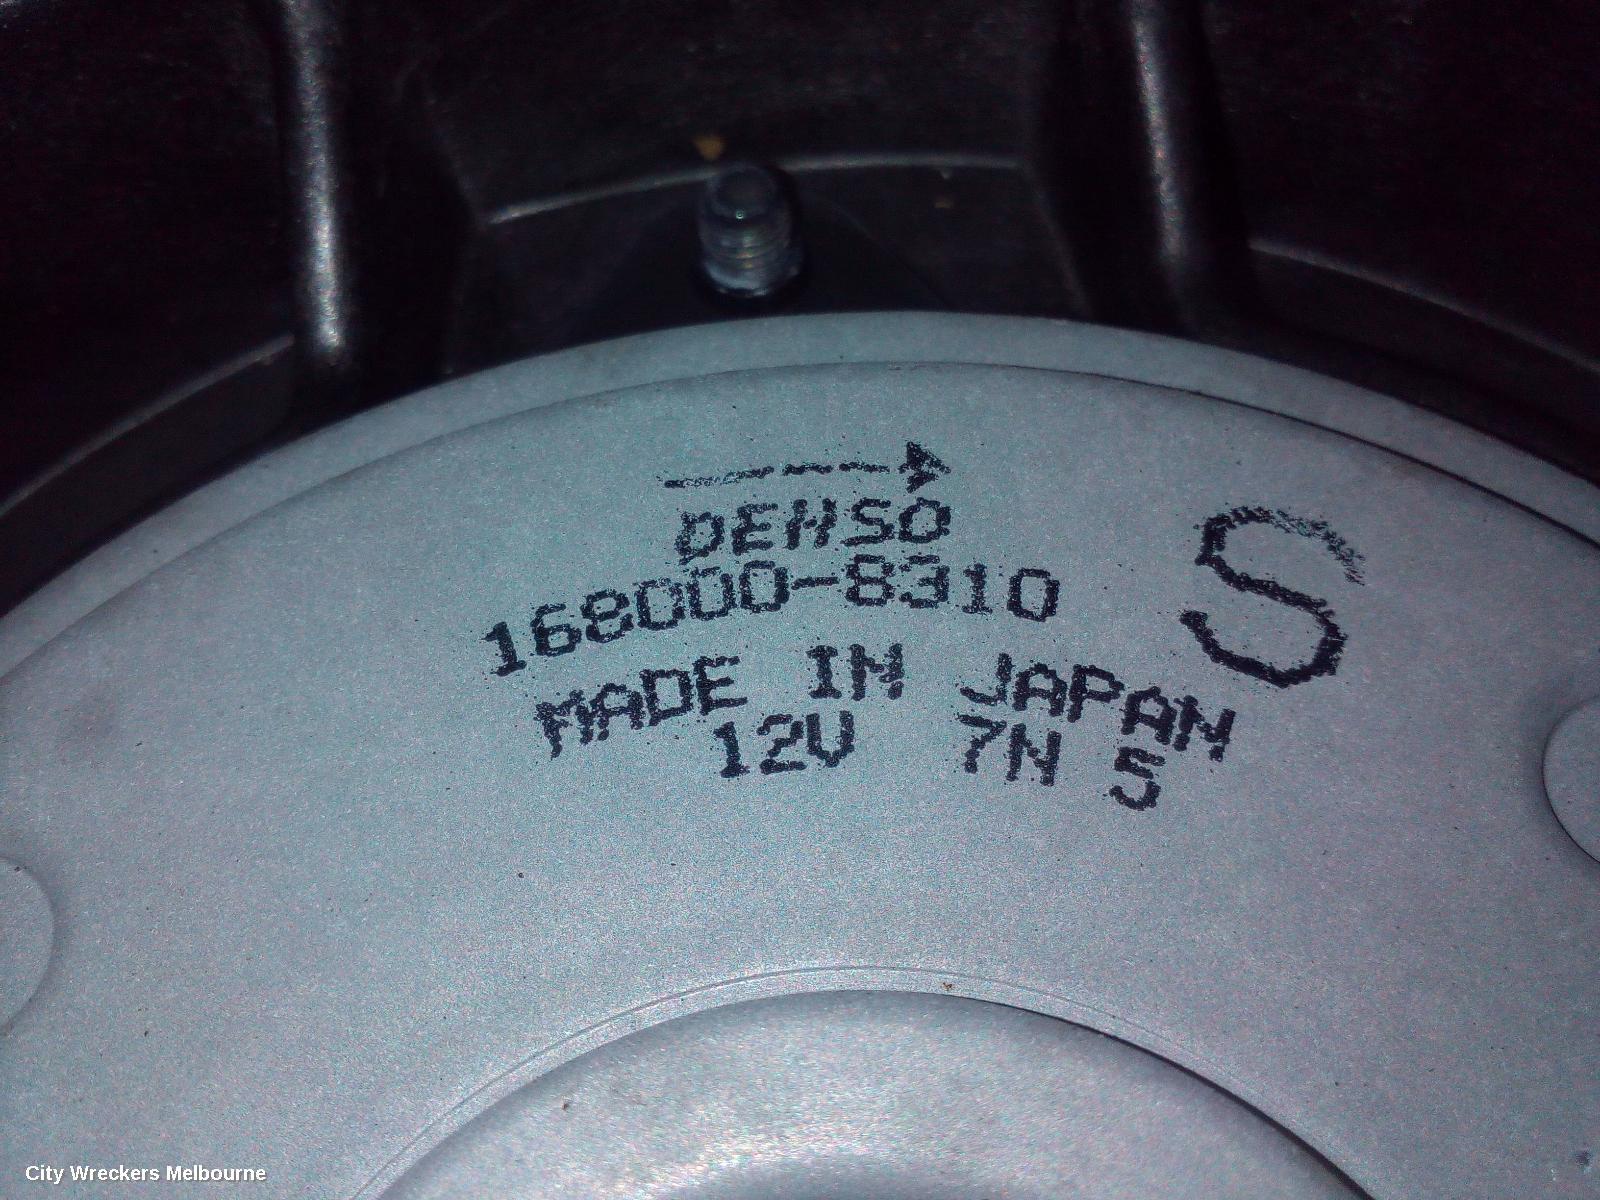 DENSO
S
168000-8310
MADE IN JAPAN
12V 7N 5
City Wreckers Melbourne